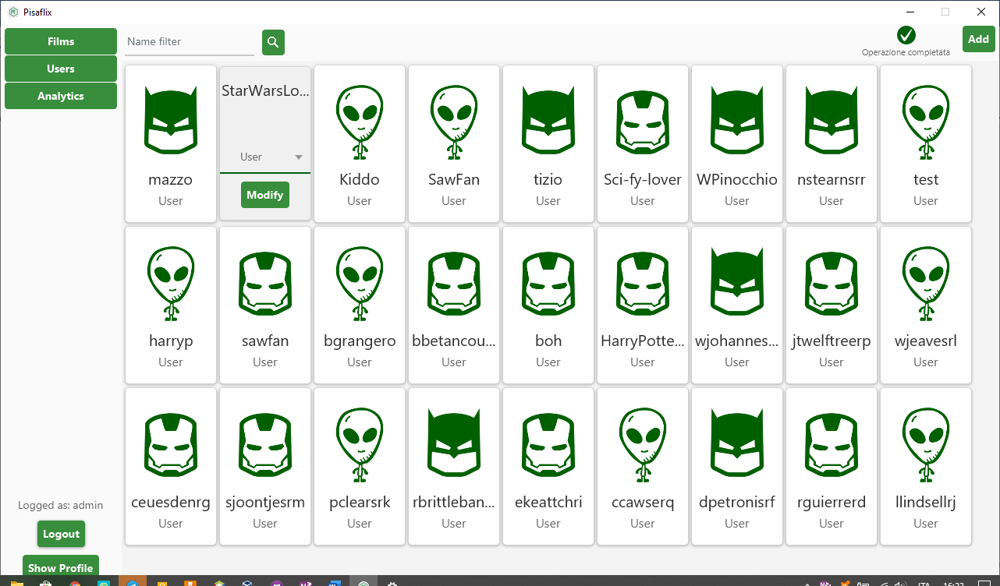 Pisaflix
Films
Users
Analytics
Name filter
Operazione completata
Add
mazzo
User
StarWarsLo...
User
Modify
Kiddo
User
SawFan
User
tizio
User
Sci-fy-lover
User
WPinocchio
User
nstearnsrr
User
test
User
harryp
User
sawfan
User
bgrangero
User
bbetancou...
User
boh
User
HarryPotte...
User
wjohannes...
User
jtwelftreerp
User
wjeavesrl
User
ceuesdenrg
User
sjoontjesrm
User
pclearsrk
User
rbrittleban...
User
ekeattchri
User
ccawserq
User
dpetronisrf
User
rguierrerd
User
llindsellrj
User
Logged as: admin
Logout
Show Profile
ITA
16:22